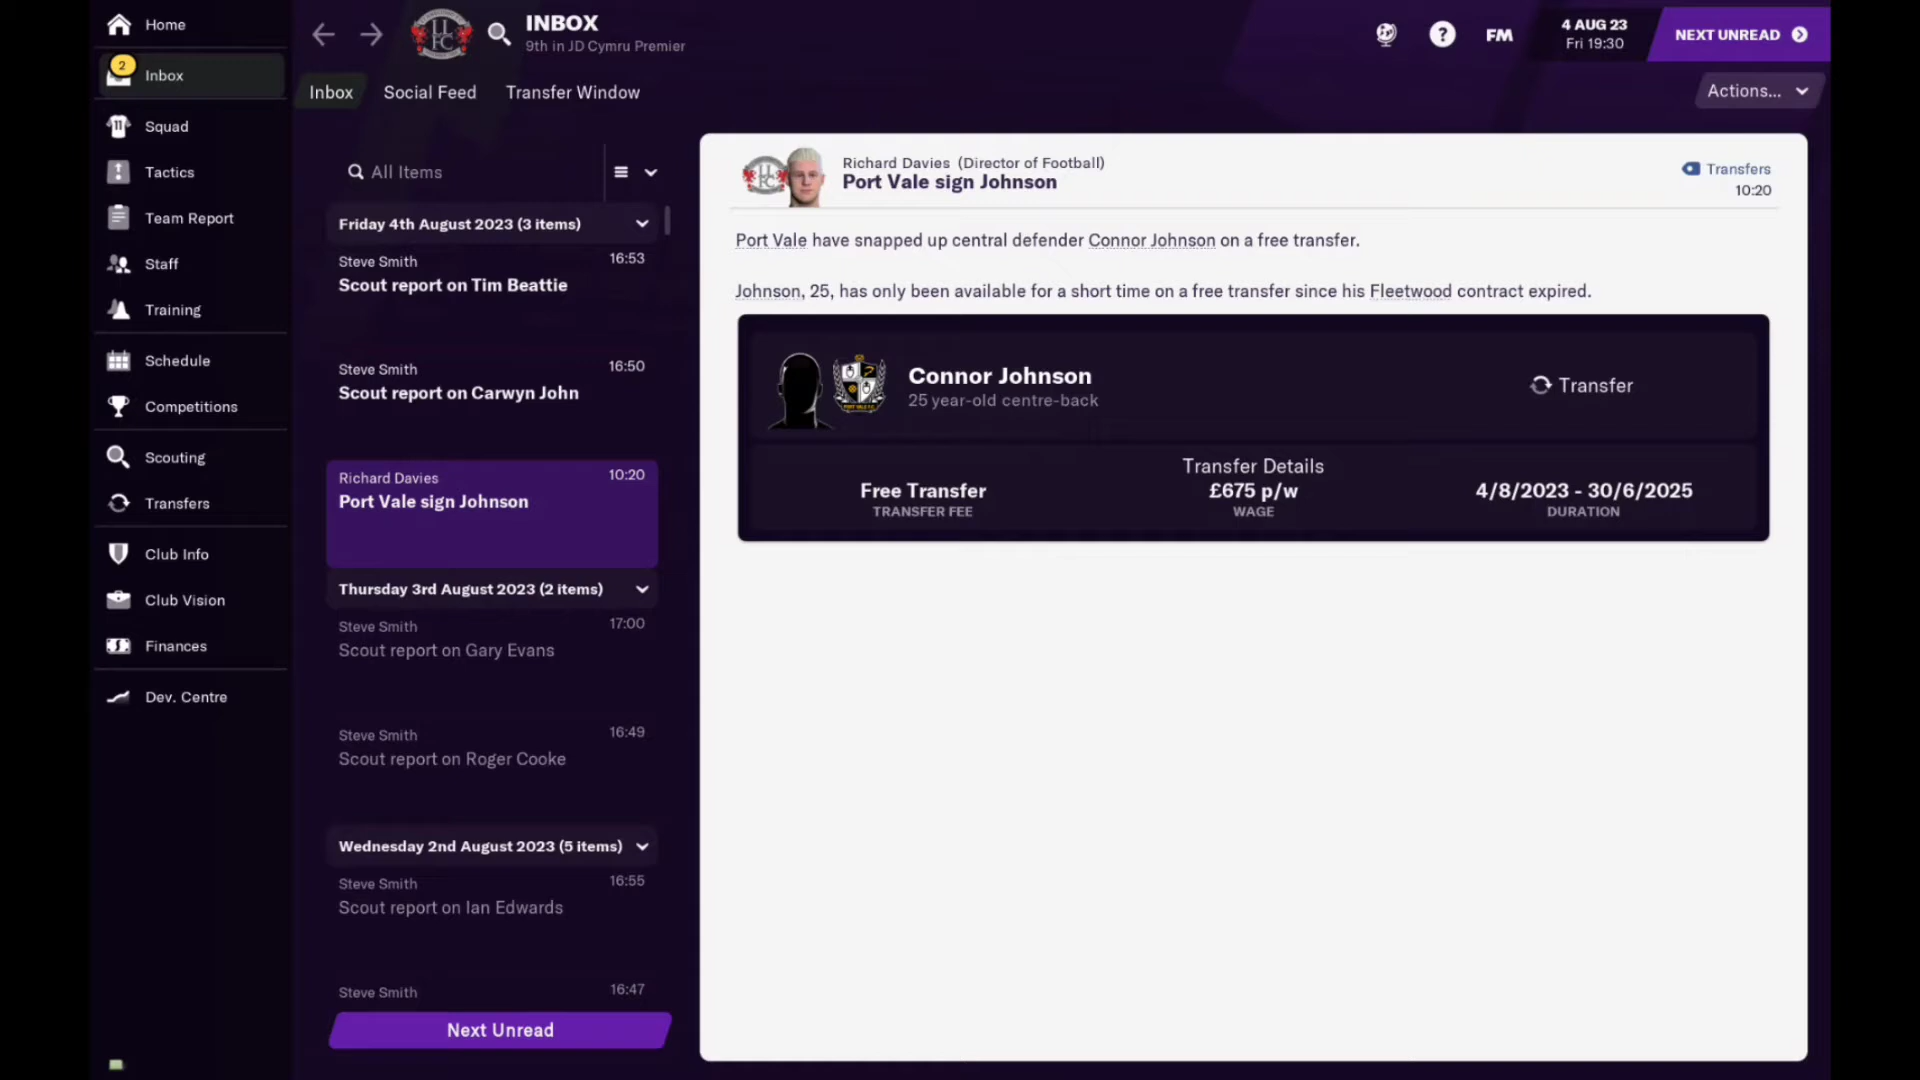 Home
2
Inbox
Squad
Tactics
Team Report
Staff
Training
Schedule
Competitions
Scouting
Transfers
Club Info
Club Vision
Finances
Dev. Centre
INBOX
9th in JD Cymru Premier
FM
4 AUG 23
Fri 19:30
NEXT UNREAD
Inbox Social Feed Transfer Window
Actions...
All Items
Friday 4th August 2023 (3 items)
Steve Smith 16:53
Scout report on Tim Beattie
Steve Smith 16:50
Scout report on Carwyn John
Richard Davies 10:20
Port Vale sign Johnson
Thursday 3rd August 2023 (2 items)
Steve Smith 17:00
Scout report on Gary Evans
Steve Smith 16:49
Scout report on Roger Cooke
Wednesday 2nd August 2023 (5 items)
Steve Smith 16:55
Scout report on Ian Edwards
Steve Smith 16:47
Next Unread
Richard Davies (Director of Football)
Port Vale sign Johnson
Transfers
10:20
Port Vale have snapped up central defender Connor Johnson on a free transfer.
Johnson, 25, has only been available for a short time on a free transfer since his Fleetwood contract expired.
Connor Johnson
25 year-old centre-back
Transfer
Transfer Details
Free Transfer £675 p/w 4/8/2023 - 30/6/2025
TRANSFER FEE WAGE DURATION